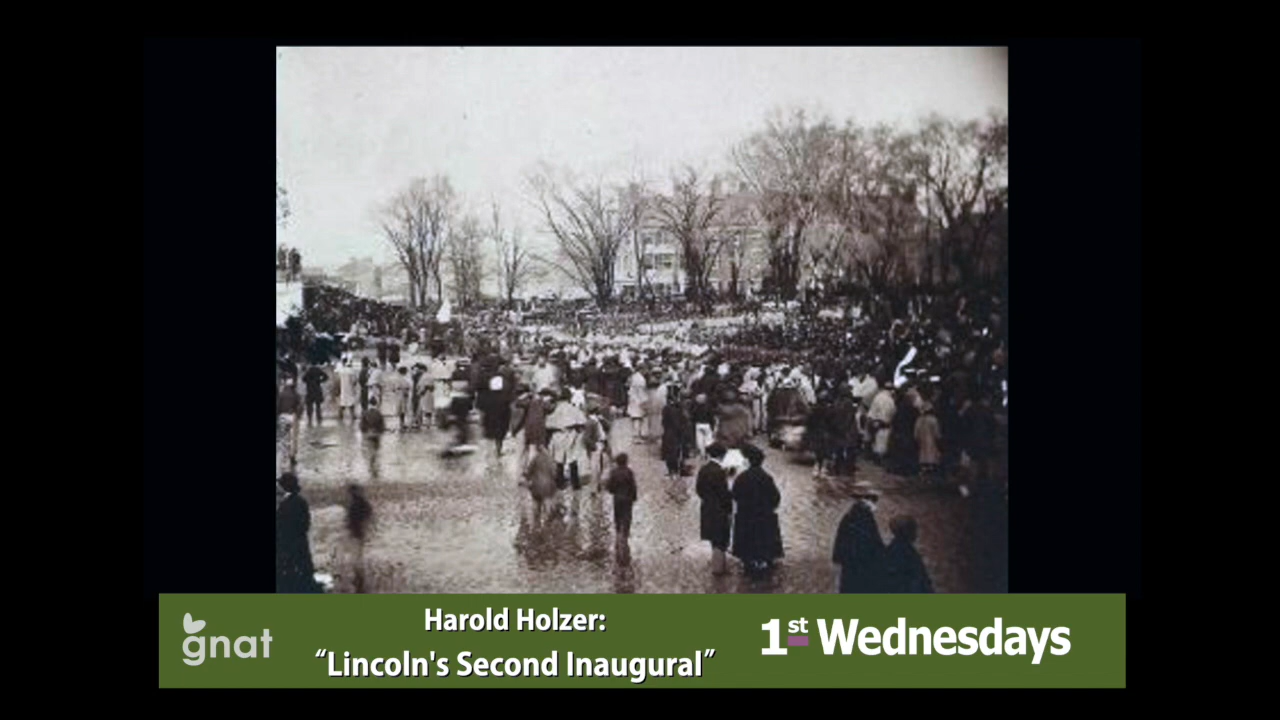 gnat
Harold Holzer:
“Lincoln's Second Inaugural”
1st Wednesdays